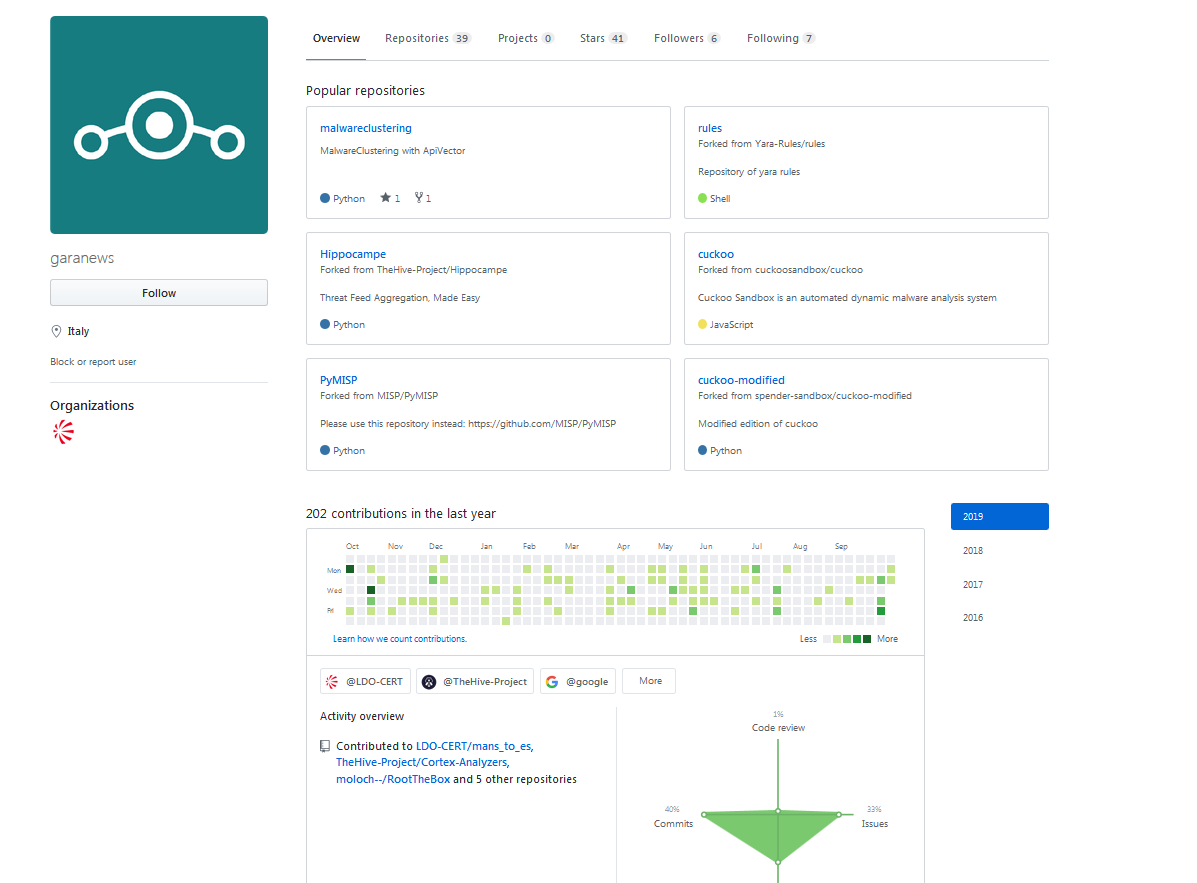 Overview Repositories 39 Projects 0 Stars 41 Followers 6 Following 7
garanews
Follow
Italy
Block or report user
Organizations
Popular repositories
malwareclustering
MalwareClustering with ApiVector
Python 1 1
rules
Forked from Yara-Rules/rules
Repository of yara rules
Shell
Hippocampe
Forked from TheHive-Project/Hippocampe
Threat Feed Aggregation, Made Easy
Python
cuckoo
Forked from cuckoosandbox/cuckoo
Cuckoo Sandbox is an automated dynamic malware analysis system
JavaScript
PyMISP
Forked from MISP/PyMISP
Please use this repository instead: https://github.com/MISP/PyMISP
Python
cuckoo-modified
Forked from spender-sandbox/cuckoo-modified
Modified edition of cuckoo
Python
202 contributions in the last year
2019
2018
2017
2016
Oct Nov Dec Jan Feb Mar Apr May Jun Jul Aug Sep
Mon
Wed
Fri
Learn how we count contributions.
Less More
@LDO-CERT @TheHive-Project @google More
Activity overview
Contributed to LDO-CERT/mans_to_es,
TheHive-Project/Cortex-Analyzers,
moloch--/RootTheBox and 5 other repositories
1%
Code review
40%
Commits
33%
Issues